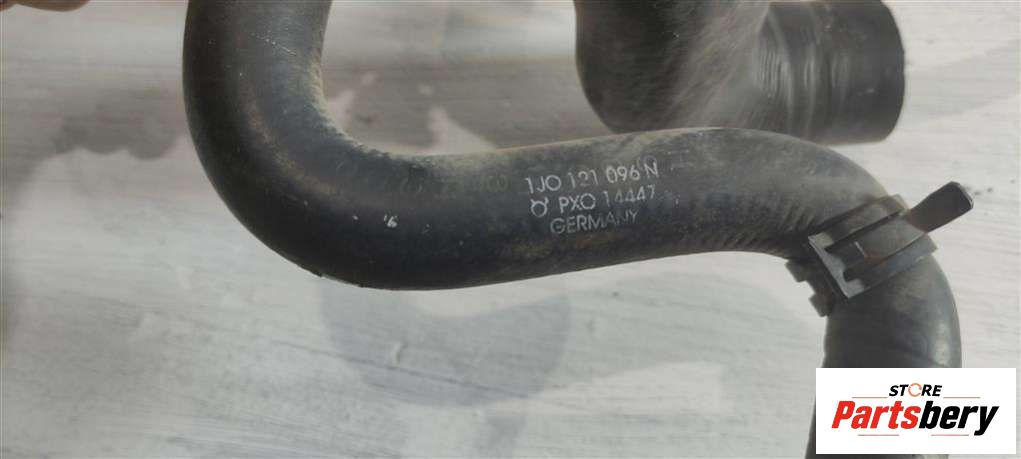 1J0 121 096 N
PXO 14447
GERMANY
STORE
Partsbery